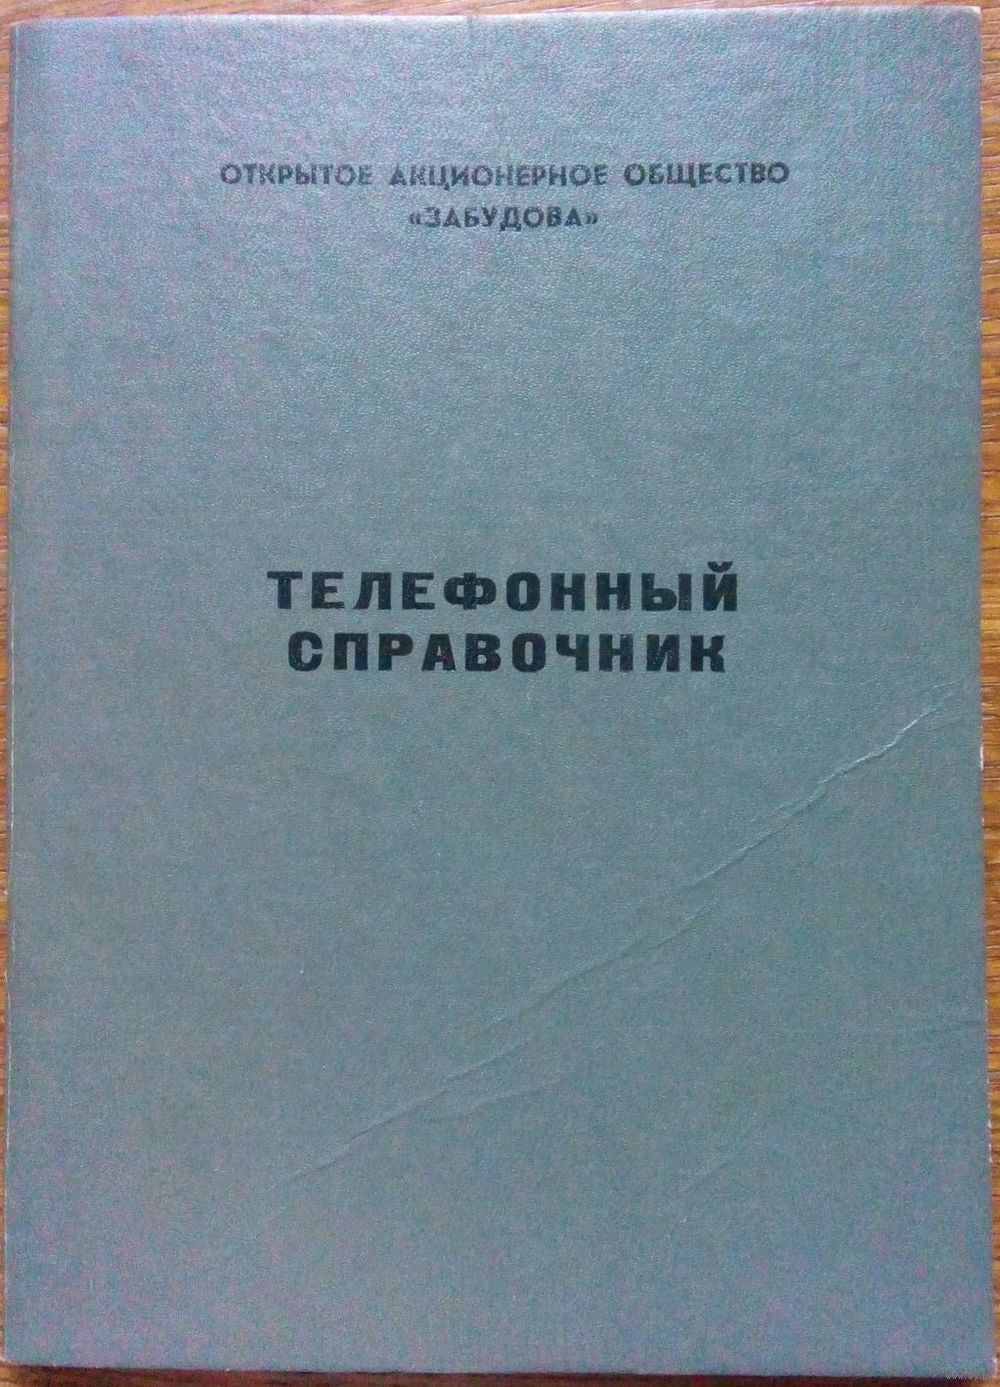 ОТКРЫТОЕ АКЦИОНЕРНОЕ ОБЩЕСТВО
«ЗАБУДОВА»
ТЕЛЕФОННЫЙ
СПРАВОЧНИК